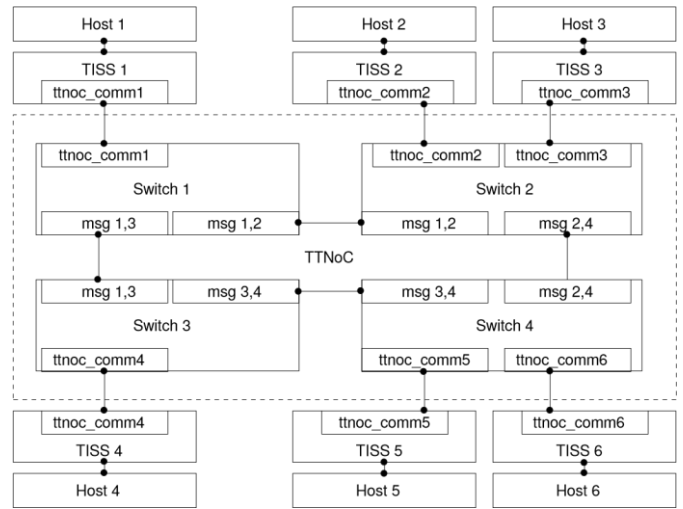 Host 1 Host 2 Host 3
TISS 1 TISS 2 TISS 3
ttnoc_comm1 ttnoc_comm2 ttnoc_comm3
ttnoc_comm1 ttnoc_comm2 ttnoc_comm3
Switch 1 Switch 2
msg 1,3 msg 1,2 msg 1,2 msg 2,4
TTNoC
msg 1,3 msg 3,4 msg 3,4 msg 2,4
Switch 3 Switch 4
ttnoc_comm4 ttnoc_comm5 ttnoc_comm6
ttnoc_comm4 ttnoc_comm5 ttnoc_comm6
TISS 4 TISS 5 TISS 6
Host 4 Host 5 Host 6